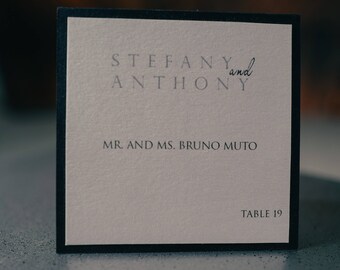 STEFANY
and
ANTHONY
MR. AND MS. BRUNO MUTO
TABLE 19